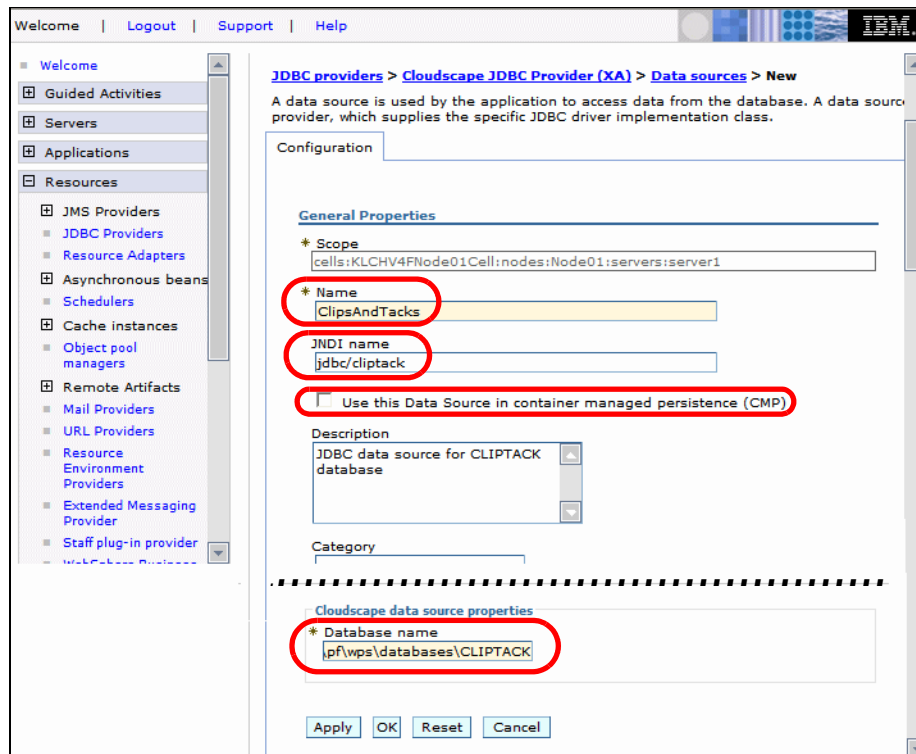 Welcome | Logout | Support | Help
IBM.
Welcome
Guided Activities
Servers
Applications
Resources
JMS Providers
JDBC Providers
Resource Adapters
Asynchronous beans
Schedulers
Cache instances
Object pool
managers
Remote Artifacts
Mail Providers
URL Providers
Resource
Environment
Providers
Extended Messaging
Provider
Staff plug-in provider
WebSphere Business
JDBC providers > Cloudscape JDBC Provider (XA) > Data sources > New
A data source is used by the application to access data from the database. A data source
provider, which supplies the specific JDBC driver implementation class.
Configuration
General Properties
* Scope
cells:KLCHV4FNode01Cell:nodes:Node01:servers:server1
* Name
ClipsAndTacks
JNDI name
jdbc/cliptack
Use this Data Source in container managed persistence (CMP)
Description
JDBC data source for CLIPTACK
database
Category
Cloudscape data source properties
* Database name
\pf\wps\databases\CLIPTACK
Apply OK Reset Cancel